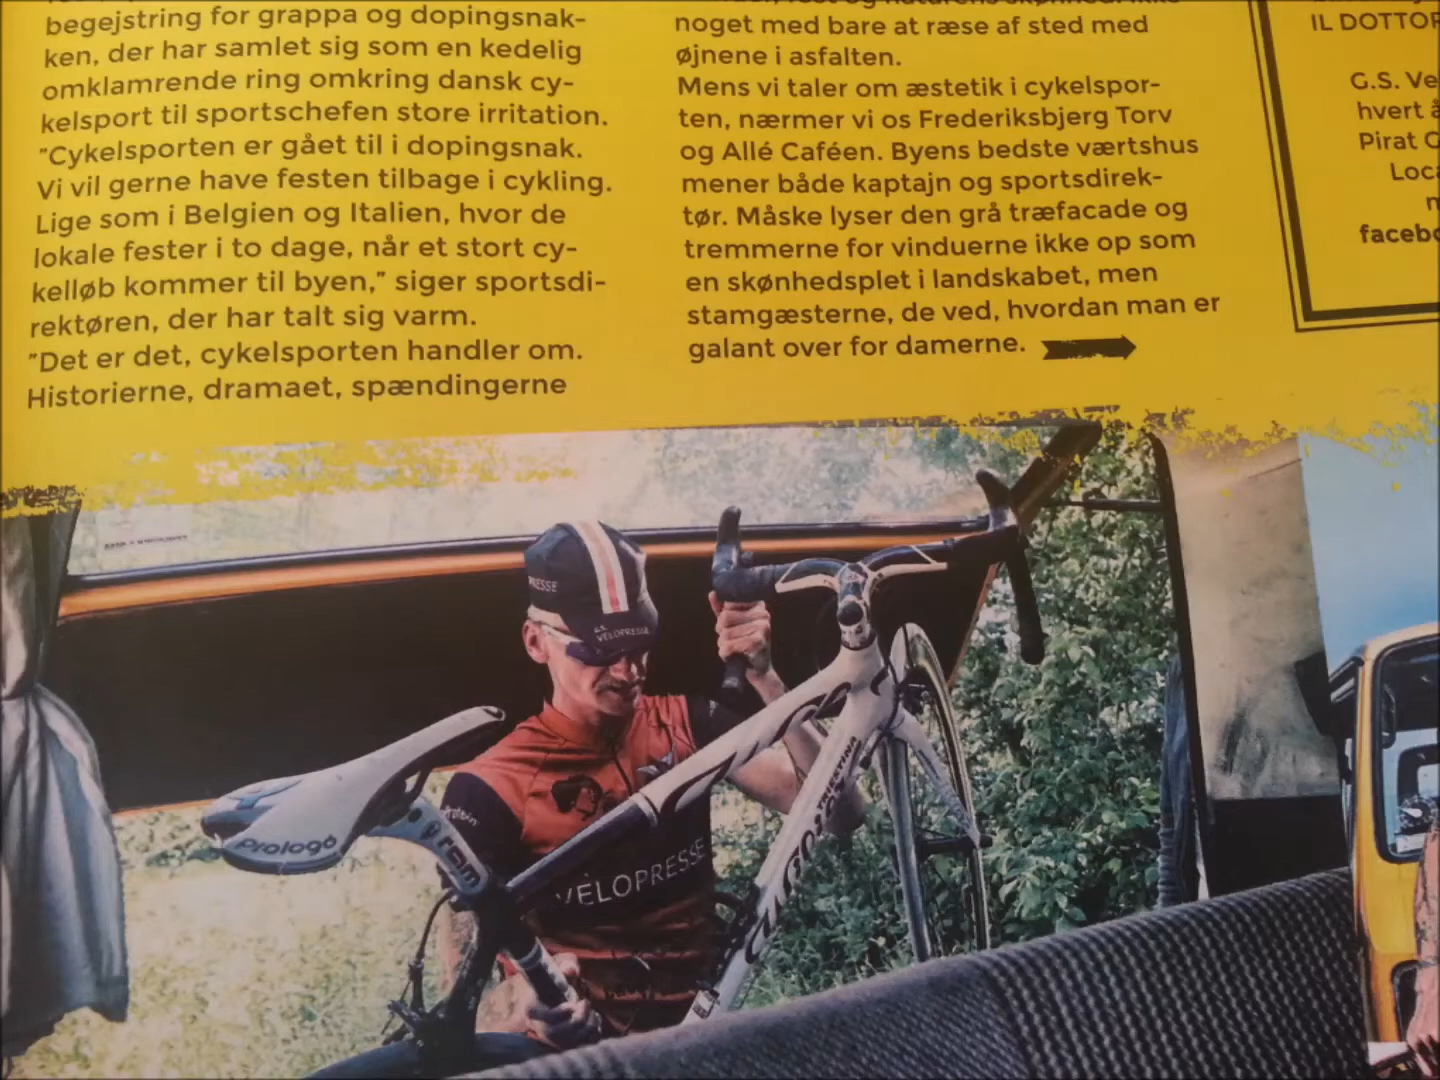 begejstring for grappa og dopingsnak-
ken, der har samlet sig som en kedelig
omklamrende ring omkring dansk cy-
kelsport til sportschefen store irritation.
"Cykelsporten er gået til i dopingsnak.
Vi vil gerne have festen tilbage i cykling.
Lige som i Belgien og Italien, hvor de
lokale fester i to dage, når et stort cy-
kelløb kommer til byen," siger sportsdi-
rektøren, der har talt sig varm.
"Det er det, cykelsporten handler om.
Historierne, dramaet, spændingerne
noget med bare at ræse af sted med
øjnene i asfalten.
Mens vi taler om æstetik i cykelspor-
ten, nærmer vi os Frederiksbjerg Torv
og Allé Caféen. Byens bedste værtshus
mener både kaptajn og sportsdirek-
tør. Måske lyser den grå træfacade og
tremmerne for vinduerne ikke op som
en skønhedsplet i landskabet, men
stamgæsterne, de ved, hvordan man er
galant over for damerne.
IL DOTTOR
G.S. Ve
hvert å
Pirat C
Loca
m
facebo
RESSE
G.S.
VELOPRESSE
VELOPRESSE
prologo
rsm
TRIESTINA